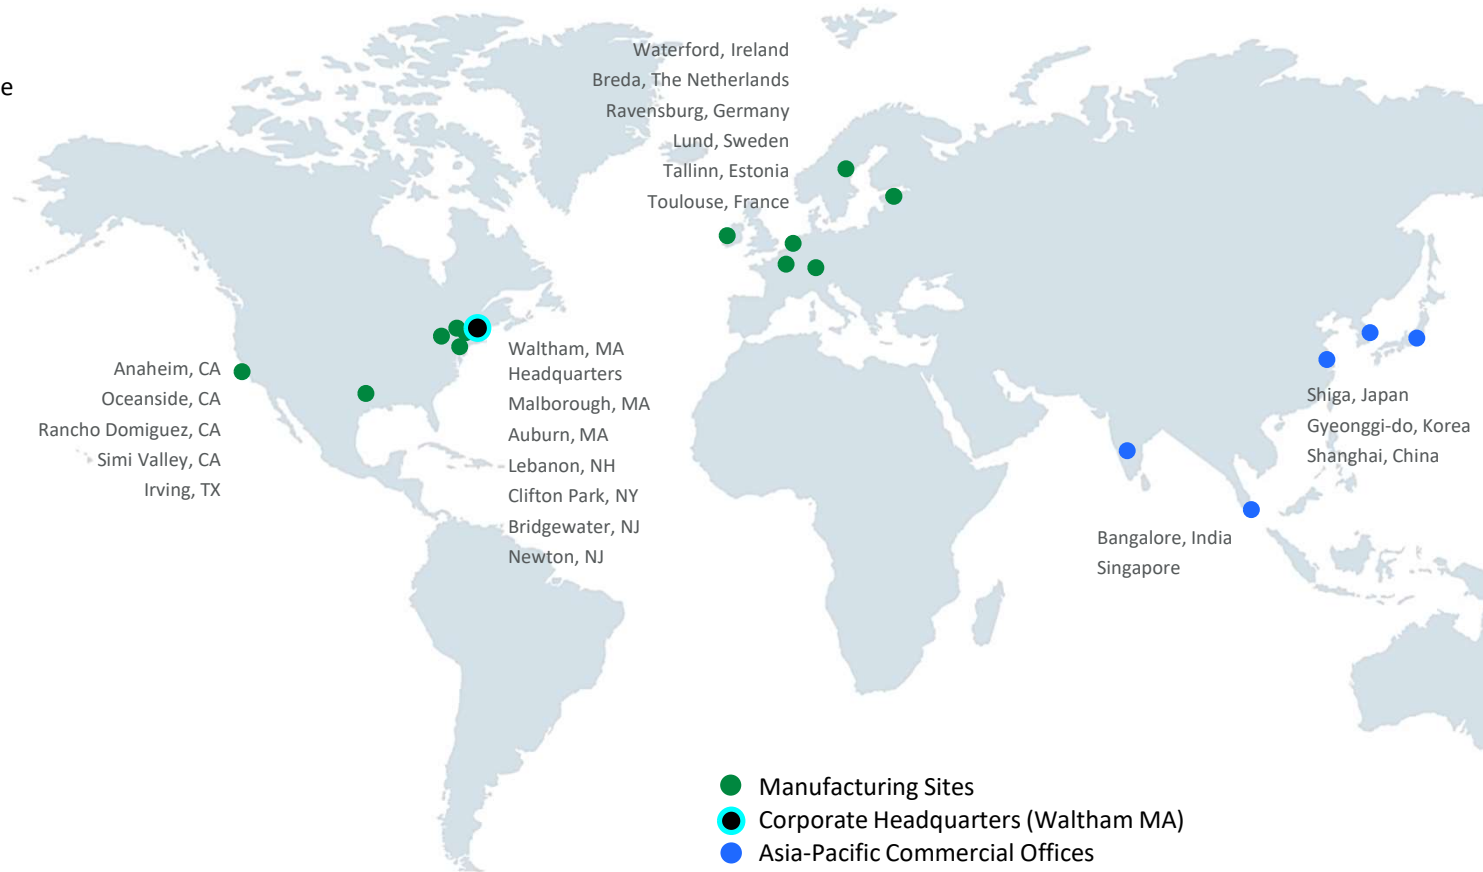 e
Waterford, Ireland
Breda, The Netherlands
Ravensburg, Germany
Lund, Sweden
Tallinn, Estonia
Toulouse, France
Anaheim, CA
Oceanside, CA
Rancho Domiguez, CA
Simi Valley, CA
Irving, TX
Waltham, MA
Headquarters
Malborough, MA
Auburn, MA
Lebanon, NH
Clifton Park, NY
Bridgewater, NJ
Newton, NJ
Shiga, Japan
Gyeonggi-do, Korea
Shanghai, China
Bangalore, India
Singapore
Manufacturing Sites
Corporate Headquarters (Waltham MA)
Asia-Pacific Commercial Offices